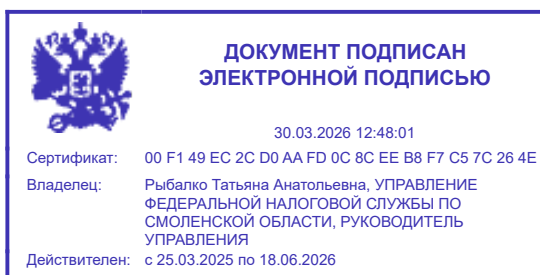 ДОКУМЕНТ ПОДПИСАН
ЭЛЕКТРОННОЙ ПОДПИСЬЮ
30.03.2026 12:48:01
Сертификат: 00 F1 49 EC 2C D0 AA FD 0C 8C EE B8 F7 C5 7C 26 4E
Владелец: Рыбалко Татьяна Анатольевна, УПРАВЛЕНИЕ
ФЕДЕРАЛЬНОЙ НАЛОГОВОЙ СЛУЖБЫ ПО
СМОЛЕНСКОЙ ОБЛАСТИ, РУКОВОДИТЕЛЬ
УПРАВЛЕНИЯ
Действителен: с 25.03.2025 по 18.06.2026